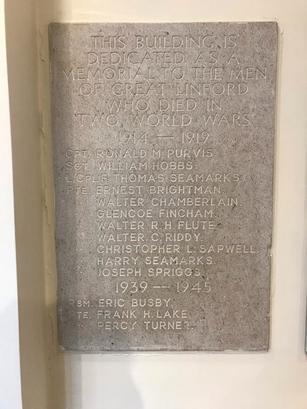 THIS BUILDING IS
DEDICATED AS A
MEMORIAL TO THE MEN
OF GREAT LINFORD
WHO DIED IN
TWO WORLD WARS
1914 — 1919
CPT. RONALD M. PURVIS.
SGT. WILLIAM HOBBS.
L/CPL. THOMAS SEAMARKS.
PTE. ERNEST BRIGHTMAN.
WALTER CHAMBERLAIN.
GLENCOE FINCHAM.
WALTER R. H. FLUTE.
WALTER C. RIDDY.
CHRISTOPHER L. SAPWELL.
HARRY SEAMARKS.
JOSEPH SPRIGGS.
1939 — 1945
RSM. ERIC BUSBY.
PTE. FRANK H. LAKE.
PERCY TURNER.